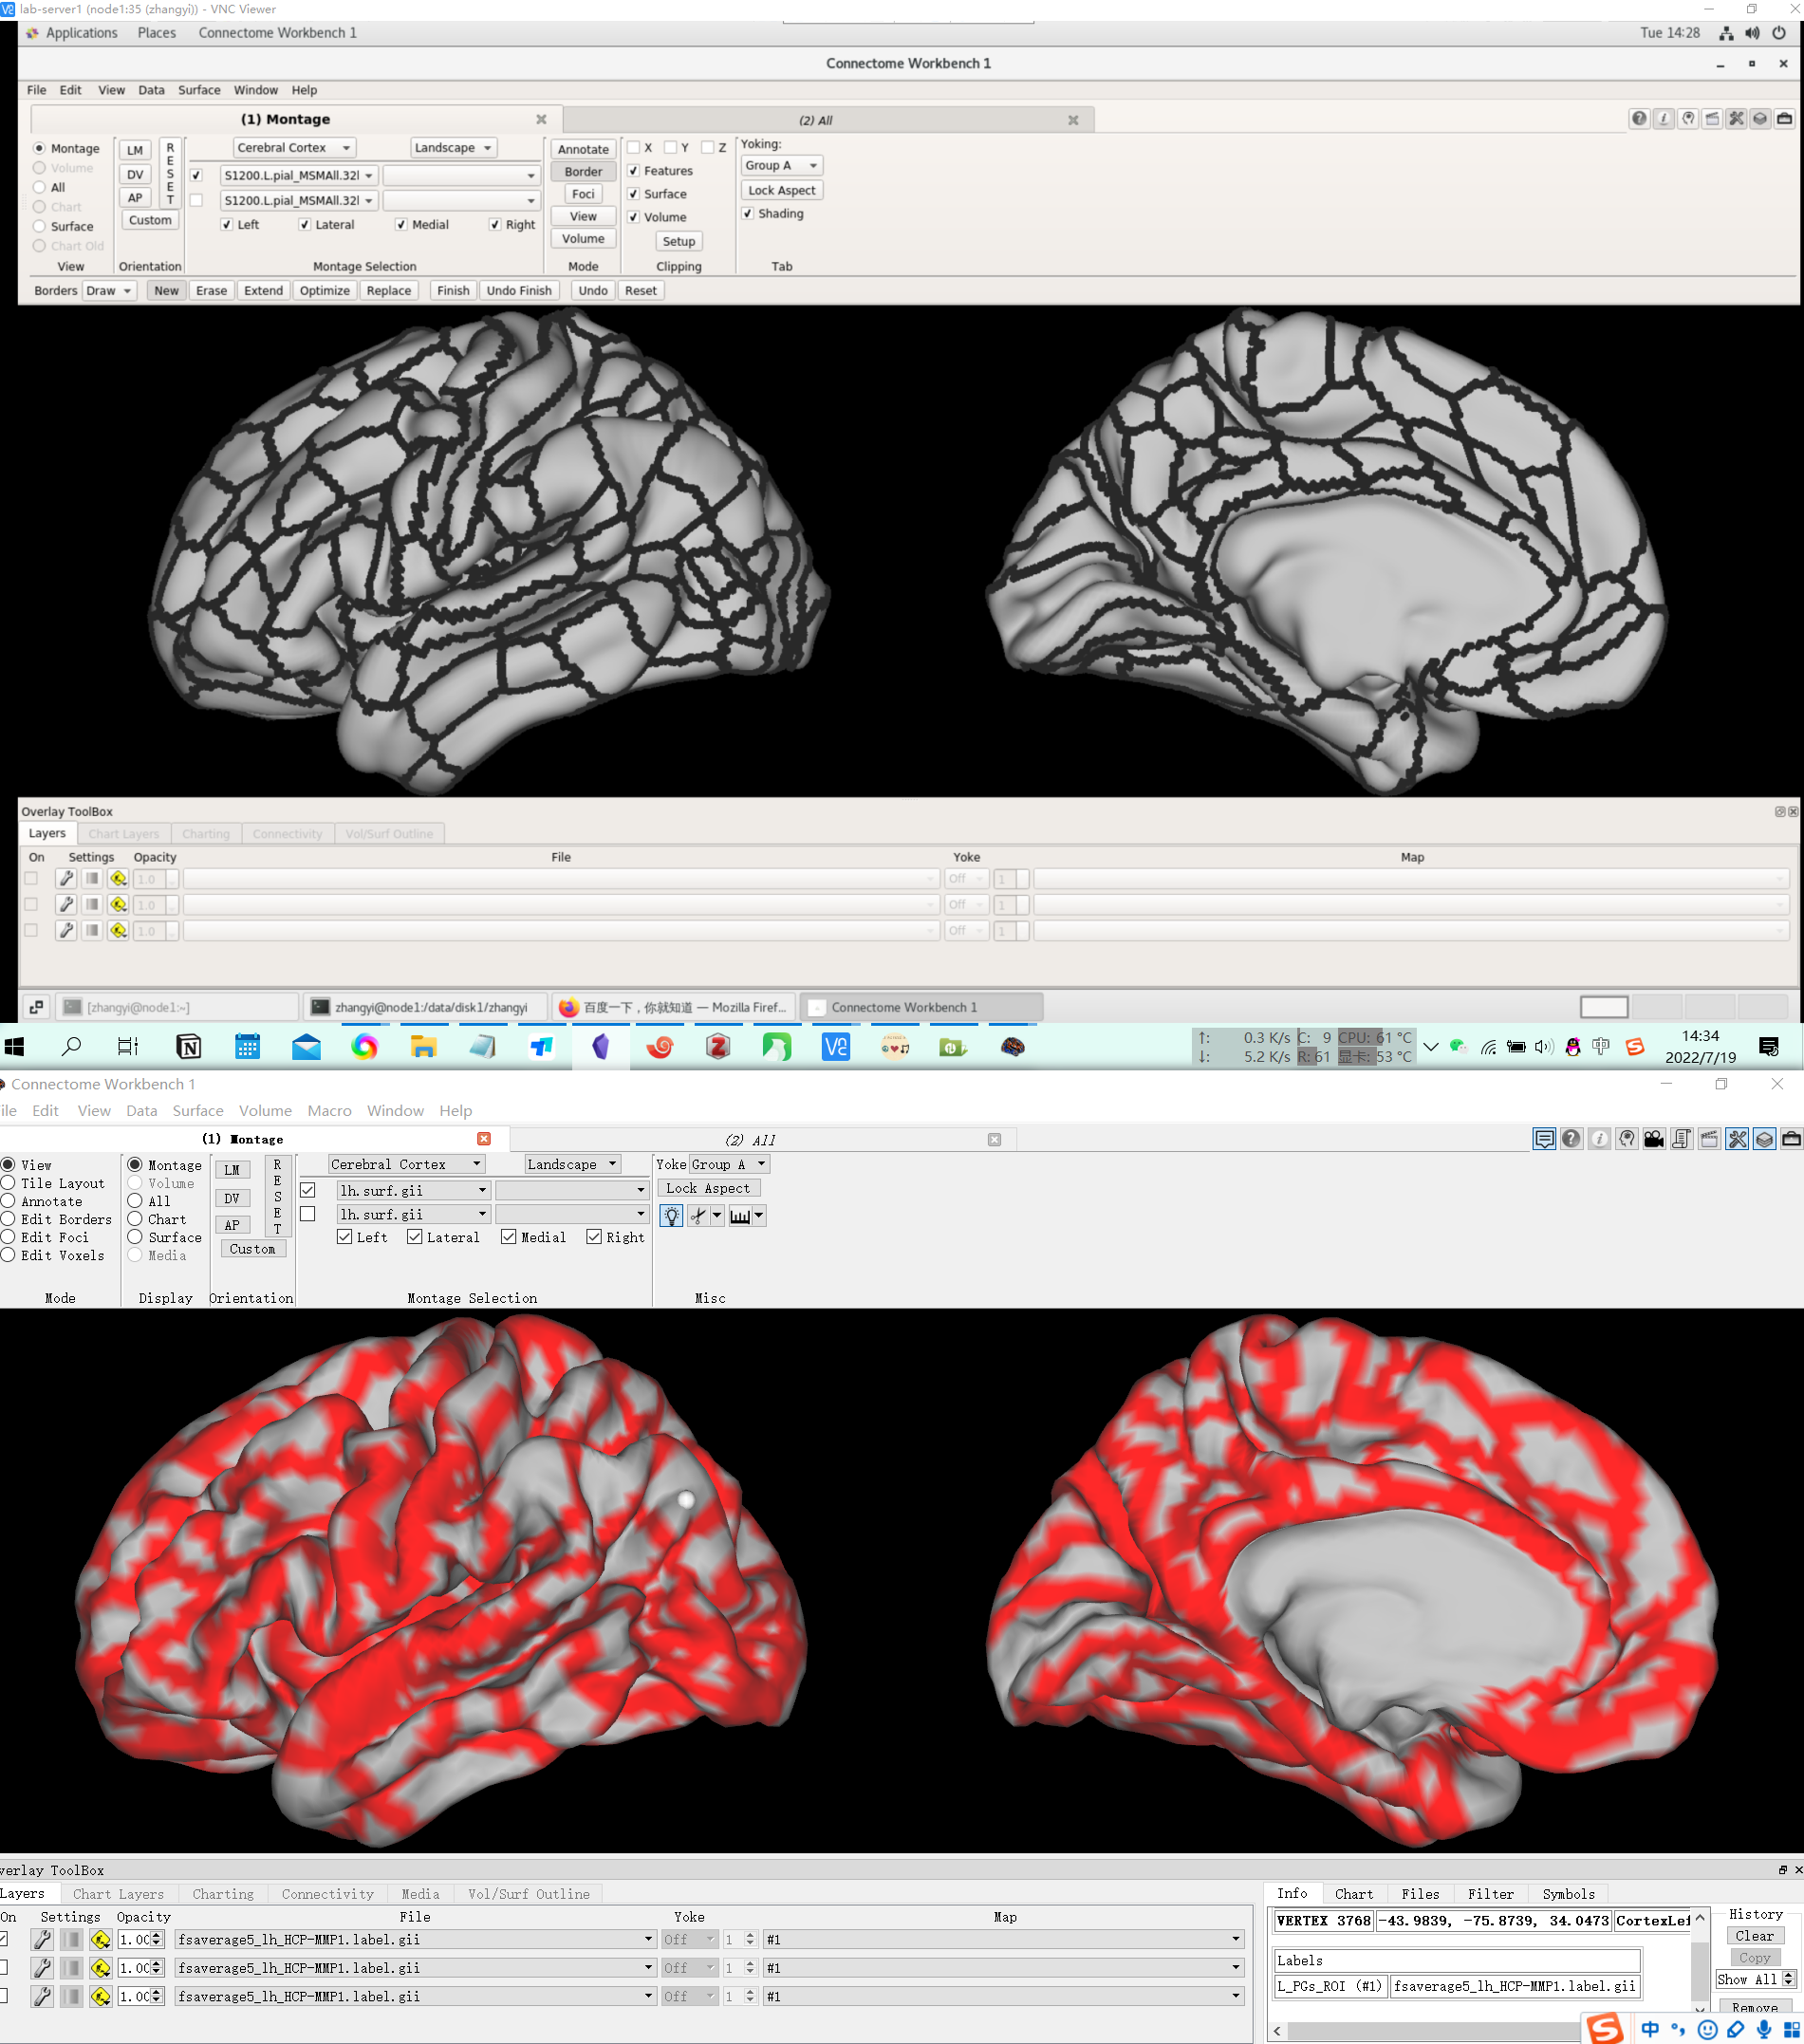 lab-server1 (node1:35 (zhangyi)) - VNC Viewer
Applications Places Connectome Workbench 1 Tue 14:28
Connectome Workbench 1
File Edit View Data Surface Window Help
(1) Montage (2) All
Montage
Volume
All
Chart
Surface
Chart Old
View
LM
DV
AP
Custom
RESET
Orientation
Cerebral Cortex Landscape
S1200.L.pial_MSMAll.32l
S1200.L.pial_MSMAll.32l
Left Lateral Medial Right
Montage Selection
Annotate
Border
Foci
View
Volume
Mode
X Y Z
Features
Surface
Volume
Setup
Clipping
Yoking:
Group A
Lock Aspect
Shading
Tab
Borders Draw New Erase Extend Optimize Replace Finish Undo Finish Undo Reset
Overlay ToolBox
Layers Chart Layers Charting Connectivity Vol/Surf Outline
On Settings Opacity File Yoke Map
1.0 Off 1
1.0 Off 1
1.0 Off 1
[zhangyi@node1:~] zhangyi@node1:/data/disk1/zhangyi 百度一下，你就知道 — Mozilla Firef... Connectome Workbench 1
↑: 0.3 K/s C: 9 CPU: 61 °C
↓: 5.2 K/s R: 61 显卡: 53 °C
中
14:34
2022/7/19
Connectome Workbench 1
ile Edit View Data Surface Volume Macro Window Help
(1) Montage (2) All
View
Tile Layout
Annotate
Edit Borders
Edit Foci
Edit Voxels
Mode
Montage
Volume
All
Chart
Surface
Media
Display
LM
DV
AP
Custom
RESET
Orientation
Cerebral Cortex Landscape
lh.surf.gii
lh.surf.gii
Left Lateral Medial Right
Montage Selection
Yoke Group A
Lock Aspect
Misc
verlay ToolBox
Layers Chart Layers Charting Connectivity Media Vol/Surf Outline
On Settings Opacity File Yoke Map
1.00 fsaverage5_lh_HCP-MMP1.label.gii Off 1 #1
1.00 fsaverage5_lh_HCP-MMP1.label.gii Off 1 #1
1.00 fsaverage5_lh_HCP-MMP1.label.gii Off 1 #1
Info Chart Files Filter Symbols
VERTEX 3768 -43.9839, -75.8739, 34.0473 CortexLef
Labels
L_PGs_ROI (#1) fsaverage5_lh_HCP-MMP1.label.gii
History
Clear
Copy
Show All
Remove
中